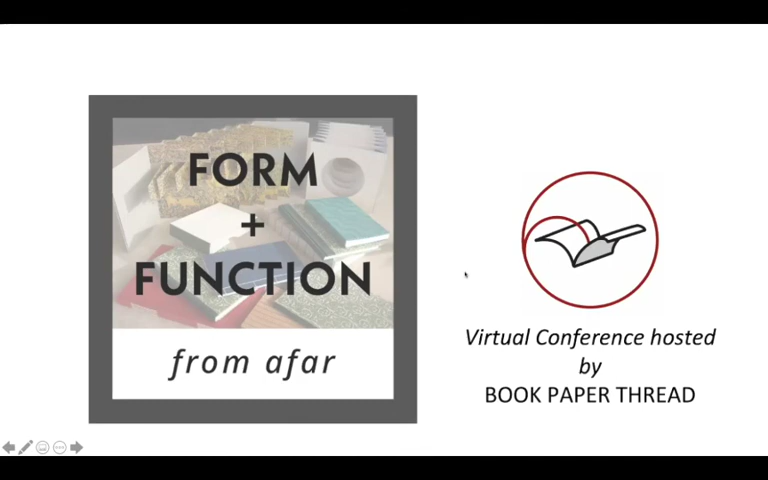 FORM
+
FUNCTION
from afar
Virtual Conference hosted
by
BOOK PAPER THREAD